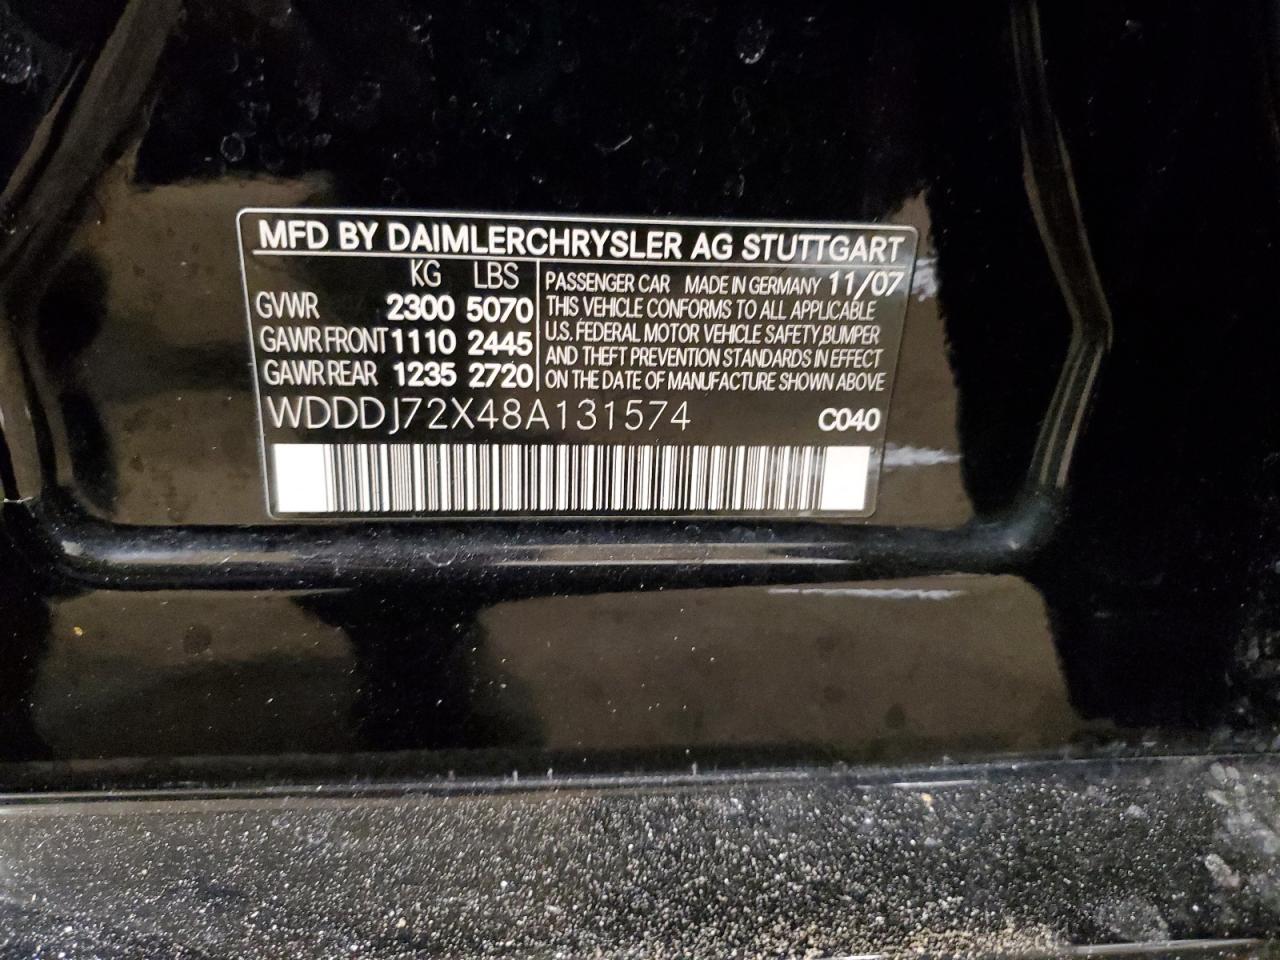 MFD BY DAIMLERCHRYSLER AG STUTTGART
KG LBS
GVWR 2300 5070
GAWR FRONT 1110 2445
GAWR REAR 1235 2720
PASSENGER CAR MADE IN GERMANY 11/07
THIS VEHICLE CONFORMS TO ALL APPLICABLE
U.S. FEDERAL MOTOR VEHICLE SAFETY,BUMPER
AND THEFT PREVENTION STANDARDS IN EFFECT
ON THE DATE OF MANUFACTURE SHOWN ABOVE
WDDDJ72X48A131574 C040